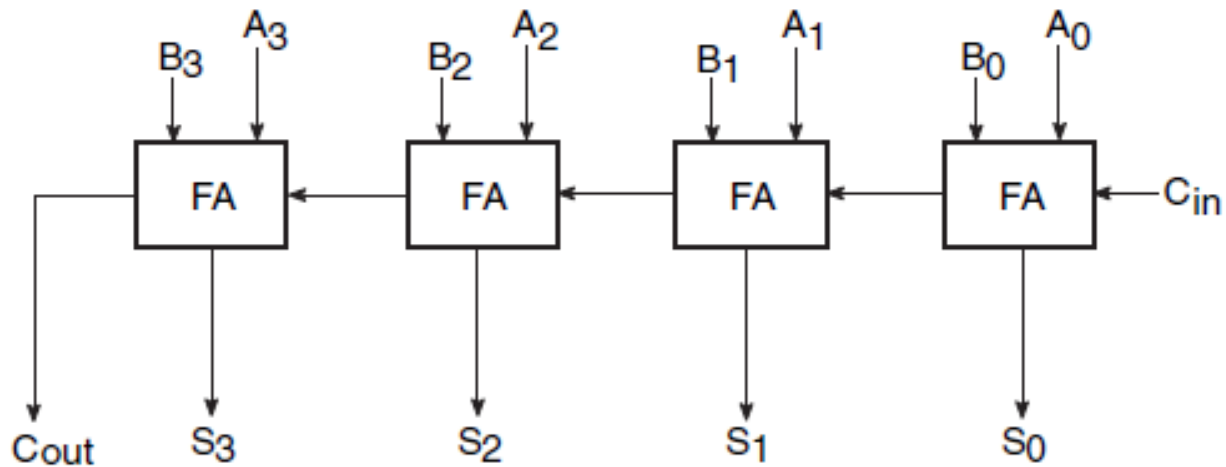 B3 A3 B2 A2 B1 A1 B0 A0
FA FA FA FA Cin
Cout S3 S2 S1 S0